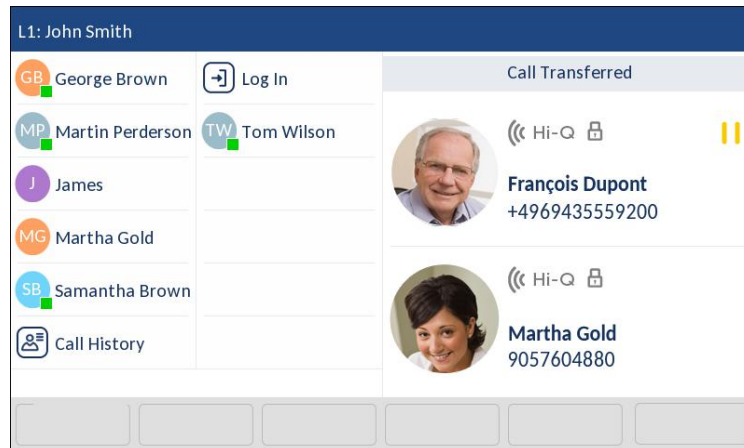 L1: John Smith
GB George Brown
Log In
MP Martin Perderson
TW Tom Wilson
J James
MG Martha Gold
SB Samantha Brown
Call History
Call Transferred
Hi-Q
François Dupont
+4969435559200
Hi-Q
Martha Gold
9057604880